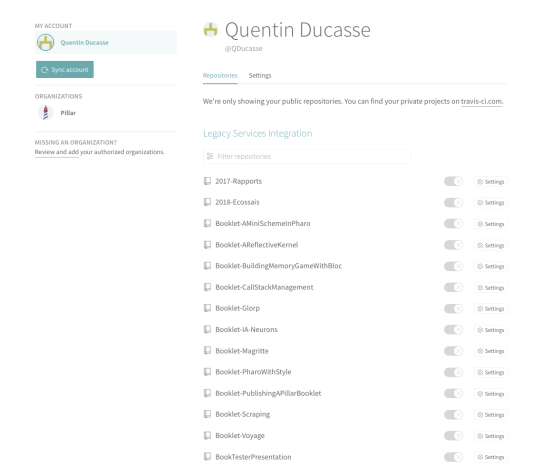 MY ACCOUNT
Quentin Ducasse
Sync account
ORGANIZATIONS
Pillar
MISSING AN ORGANIZATION?
Review and add your authorized organizations.
Quentin Ducasse
@QDucasse
Repositories Settings
We're only showing your public repositories. You can find your private projects on travis-ci.com.
Legacy Services Integration
Filter repositories
2017-Rapports Settings
2018-Ecossais Settings
Booklet-AMiniSchemeInPharo Settings
Booklet-AReflectiveKernel Settings
Booklet-BuildingMemoryGameWithBloc Settings
Booklet-CallStackManagement Settings
Booklet-Glorp Settings
Booklet-IA-Neurons Settings
Booklet-Magritte Settings
Booklet-PharoWithStyle Settings
Booklet-PublishingAPillarBooklet Settings
Booklet-Scraping Settings
Booklet-Voyage Settings
BookTesterPresentation Settings